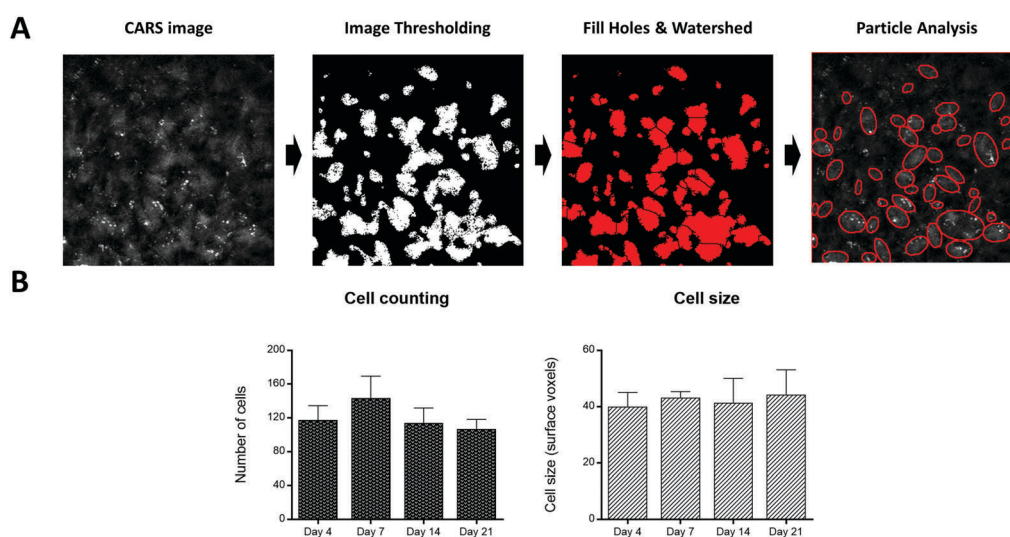 A
CARS image
Image Thresholding
Fill Holes & Watershed
Particle Analysis
B
Cell counting
Number of cells
200
160
120
80
40
0
Day 4
Day 7
Day 14
Day 21
Cell size
Cell size (surface voxels)
60
40
20
0
Day 4
Day 7
Day 14
Day 21